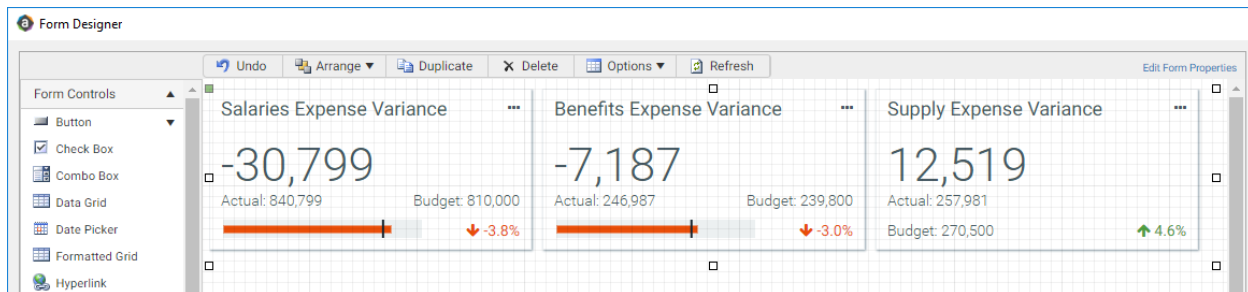 Form Designer
Undo Arrange Duplicate Delete Options Refresh Edit Form Properties
Form Controls
Button
Check Box
Combo Box
Data Grid
Date Picker
Formatted Grid
Hyperlink
Salaries Expense Variance
-30,799
Actual: 840,799 Budget: 810,000
-3.8%
Benefits Expense Variance
-7,187
Actual: 246,987 Budget: 239,800
-3.0%
Supply Expense Variance
12,519
Actual: 257,981
Budget: 270,500 4.6%